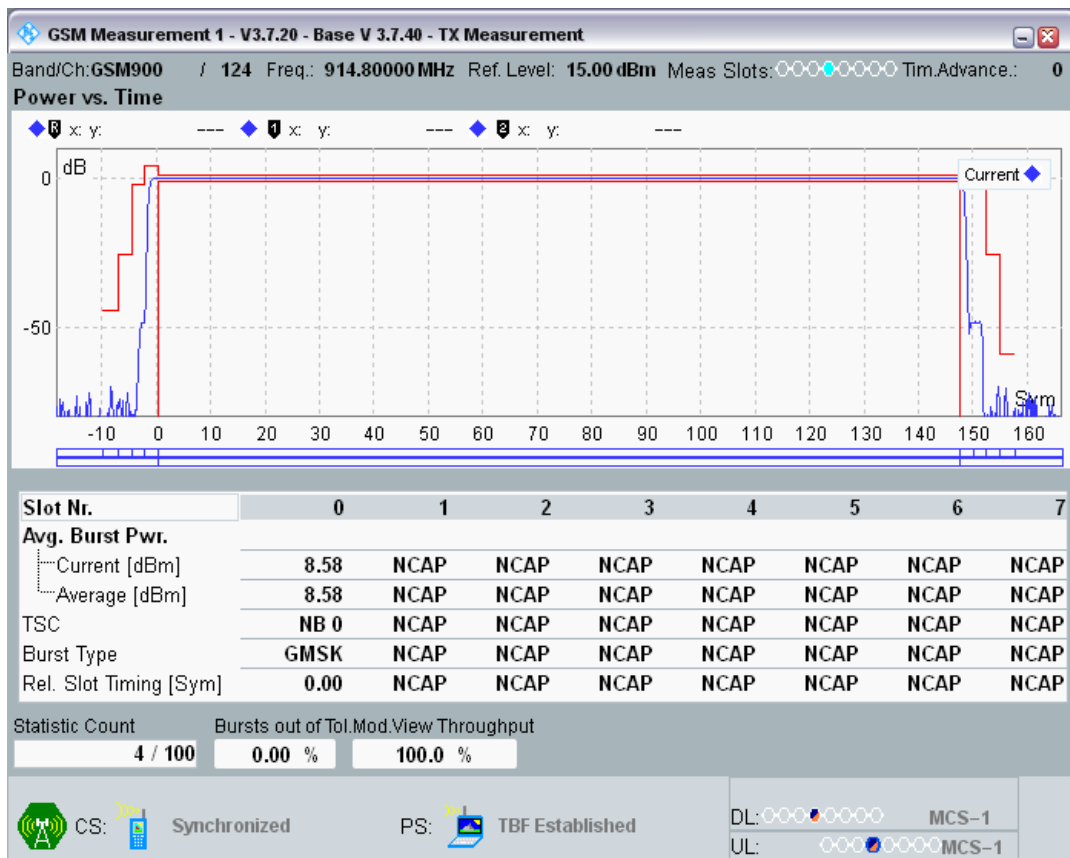 GSM Measurement 1 - V3.7.20 - Base V 3.7.40 - TX Measurement
Band/Ch:GSM900 / 124 Freq.: 914.80000 MHz Ref. Level: 15.00 dBm Meas Slots: Tim.Advance.: 0
Power vs. Time
R x: y: --- 1 x: y: --- 2 x: y: ---
dB
Current
0
-50
Sym
-10 0 10 20 30 40 50 60 70 80 90 100 110 120 130 140 150 160
Slot Nr. 0 1 2 3 4 5 6 7
Avg. Burst Pwr.
Current [dBm] 8.58 NCAP NCAP NCAP NCAP NCAP NCAP NCAP
Average [dBm] 8.58 NCAP NCAP NCAP NCAP NCAP NCAP NCAP
TSC NB 0 NCAP NCAP NCAP NCAP NCAP NCAP NCAP
Burst Type GMSK NCAP NCAP NCAP NCAP NCAP NCAP NCAP
Rel. Slot Timing [Sym] 0.00 NCAP NCAP NCAP NCAP NCAP NCAP NCAP
Statistic Count Bursts out of Tol. Mod.View Throughput
4 / 100 0.00 % 100.0 %
CS: Synchronized PS: TBF Established
DL: MCS-1
UL: MCS-1